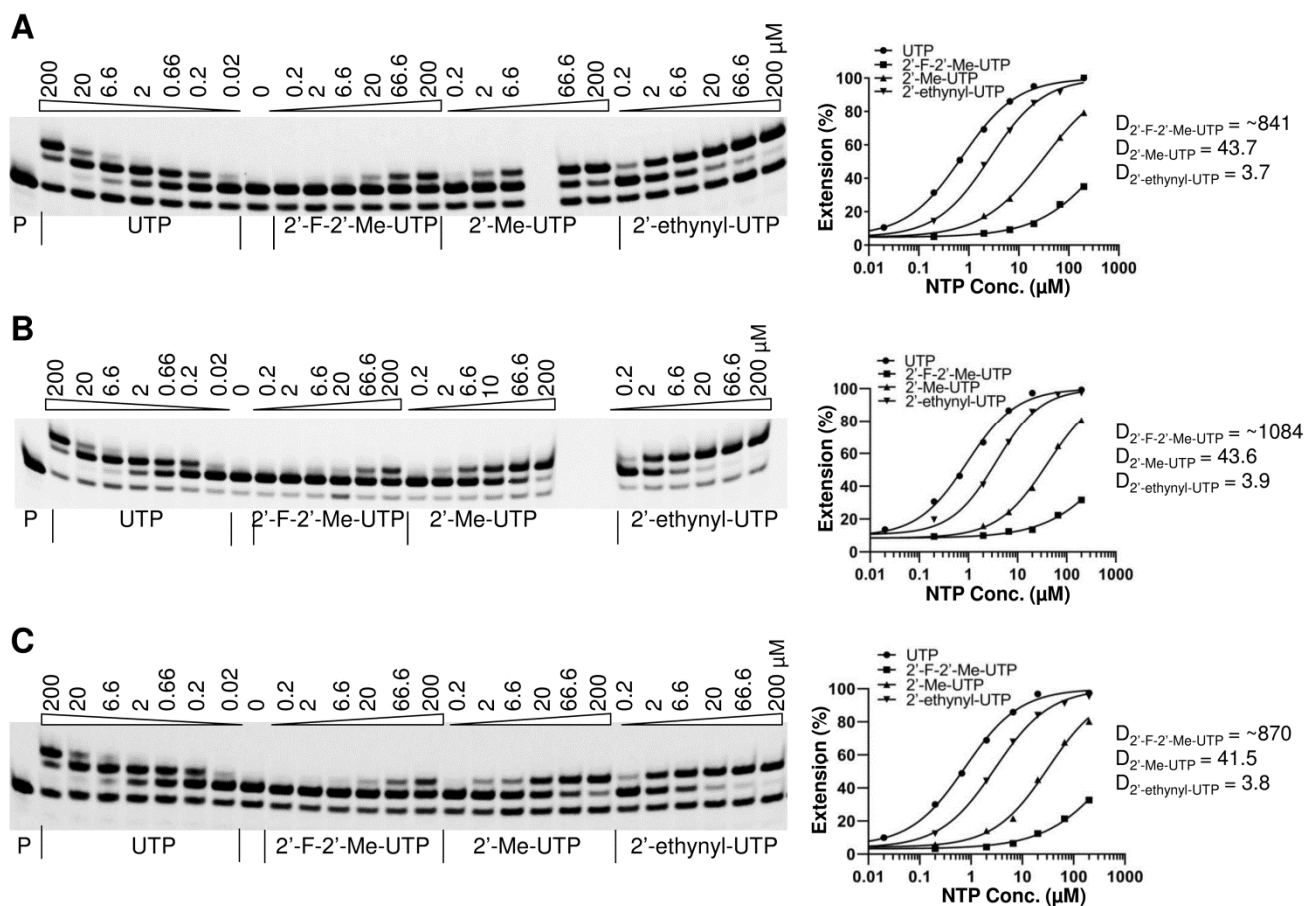 A
200 20 6.6 2 0.66 0.2 0.02 0 0.2 2 6.6 20 66.6 200 0.2 2 6.6 66.6 200 0.2 2 6.6 20 66.6 200 µM
P UTP 2'-F-2'-Me-UTP 2'-Me-UTP 2'-ethynyl-UTP
UTP
2'-F-2'-Me-UTP
2'-Me-UTP
2'-ethynyl-UTP
Extension (%)
100
80
60
40
20
0
0.01 0.1 1 10 100 1000
NTP Conc. (µM)
D2'-F-2'-Me-UTP = ~841
D2'-Me-UTP = 43.7
D2'-ethynyl-UTP = 3.7
B
200 20 6.6 2 0.66 0.2 0.02 0 0.2 2 6.6 20 66.6 200 0.2 2 6.6 10 66.6 200 0.2 2 6.6 20 66.6 200 µM
P UTP 2'-F-2'-Me-UTP 2'-Me-UTP 2'-ethynyl-UTP
UTP
2'-F-2'-Me-UTP
2'-Me-UTP
2'-ethynyl-UTP
Extension (%)
100
80
60
40
20
0
0.01 0.1 1 10 100 1000
NTP Conc. (µM)
D2'-F-2'-Me-UTP = ~1084
D2'-Me-UTP = 43.6
D2'-ethynyl-UTP = 3.9
C
200 20 6.6 2 0.66 0.2 0.02 0 0.2 2 6.6 20 66.6 200 0.2 2 6.6 20 66.6 200 0.2 2 6.6 20 66.6 200 µM
P UTP 2'-F-2'-Me-UTP 2'-Me-UTP 2'-ethynyl-UTP
UTP
2'-F-2'-Me-UTP
2'-Me-UTP
2'-ethynyl-UTP
Extension (%)
100
80
60
40
20
0
0.01 0.1 1 10 100 1000
NTP Conc. (µM)
D2'-F-2'-Me-UTP = ~870
D2'-Me-UTP = 41.5
D2'-ethynyl-UTP = 3.8